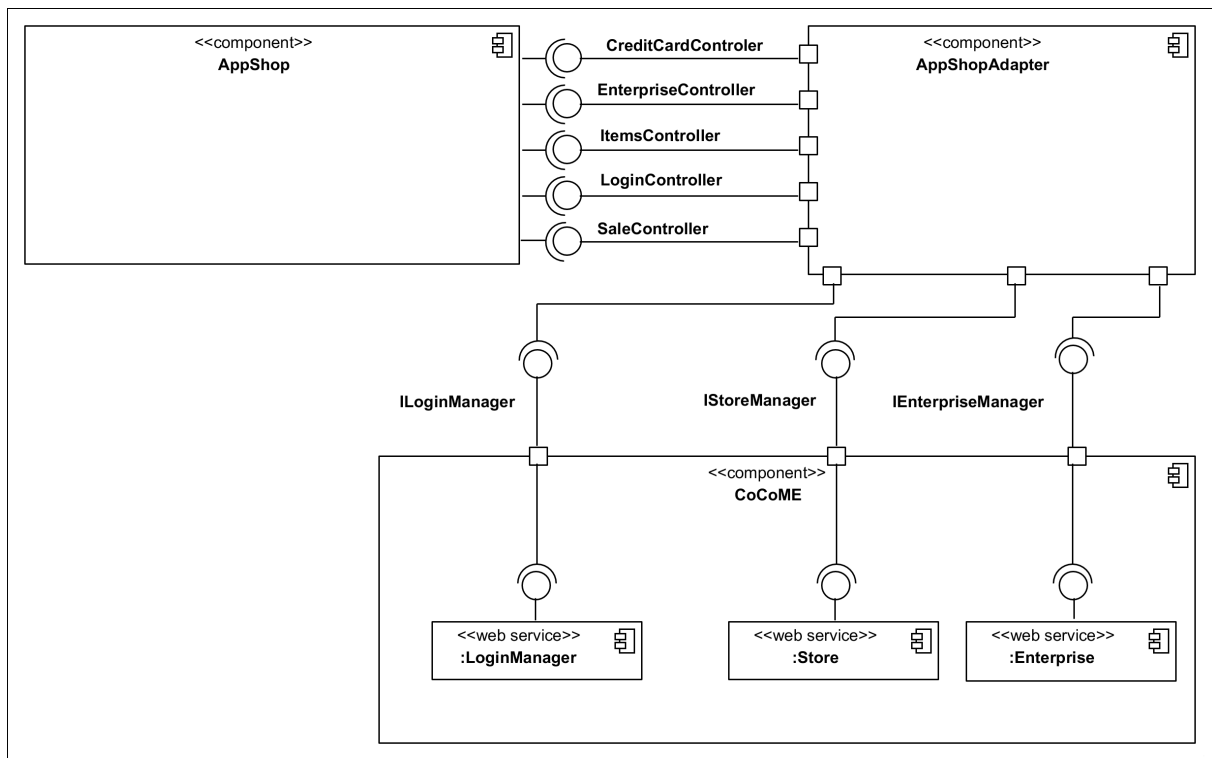 <<component>>
AppShop
CreditCardControler
EnterpriseController
ItemsController
LoginController
SaleController
<<component>>
AppShopAdapter
ILoginManager
IStoreManager
IEnterpriseManager
<<component>>
CoCoME
<<web service>>
:LoginManager
<<web service>>
:Store
<<web service>>
:Enterprise